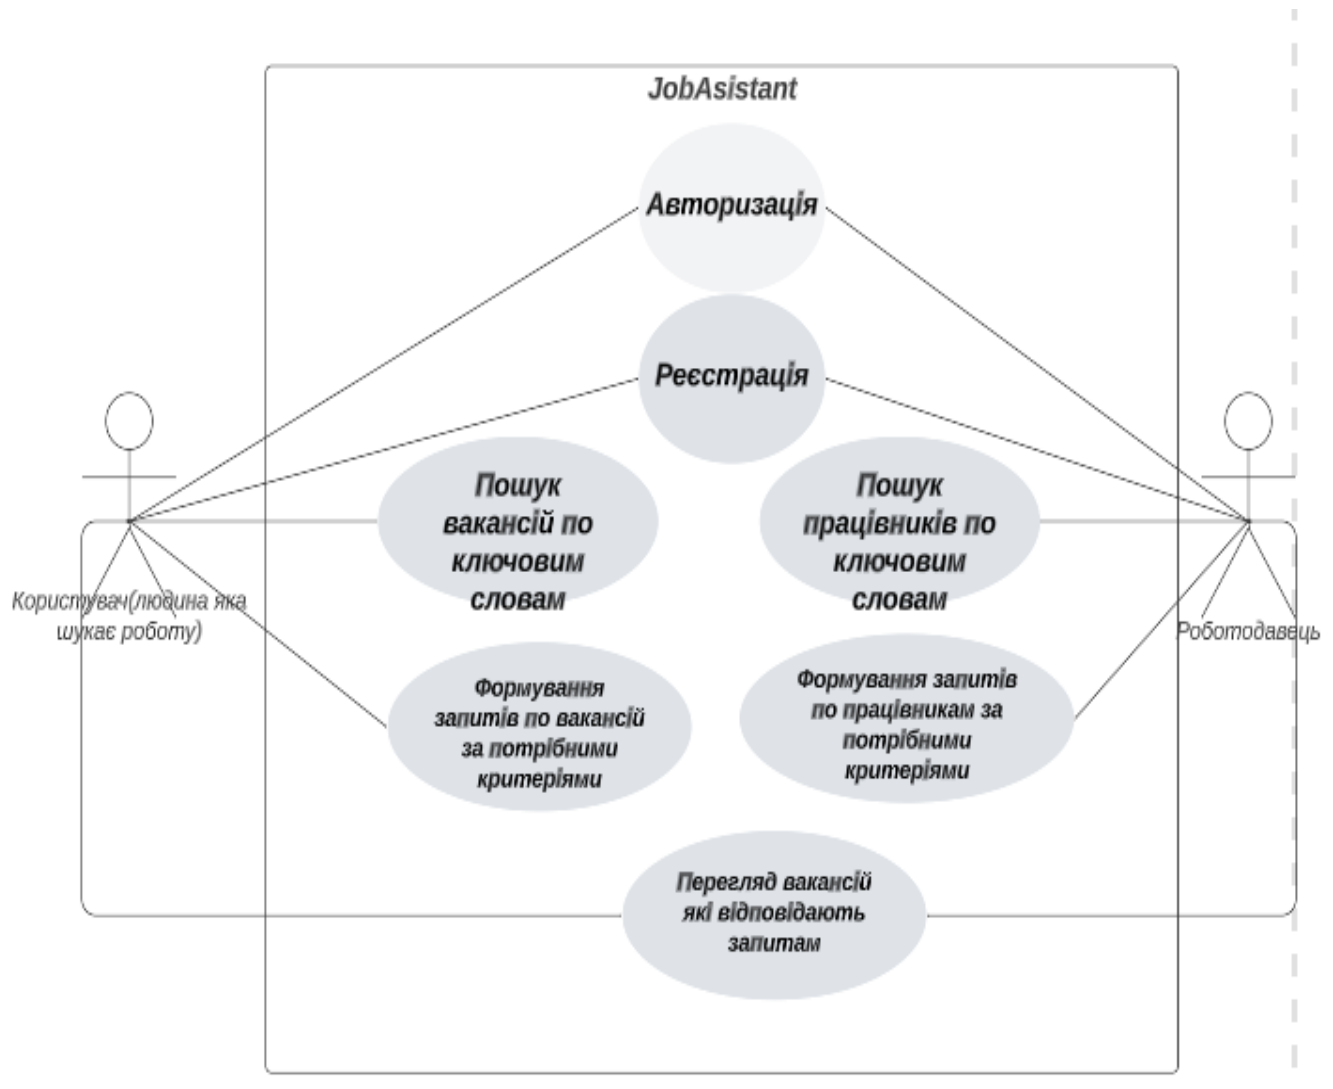 JobAsistant
Авторизація
Реєстрація
Пошук
вакансій по
ключовим
словам
Пошук
працівників по
ключовим
словам
Користувач(людина яка
шукає роботу)
Роботодавець
Формування
запитів по вакансій
за потрібними
критеріями
Формування запитів
по працівникам за
потрібними
критеріями
Перегляд вакансій
які відповідають
запитам